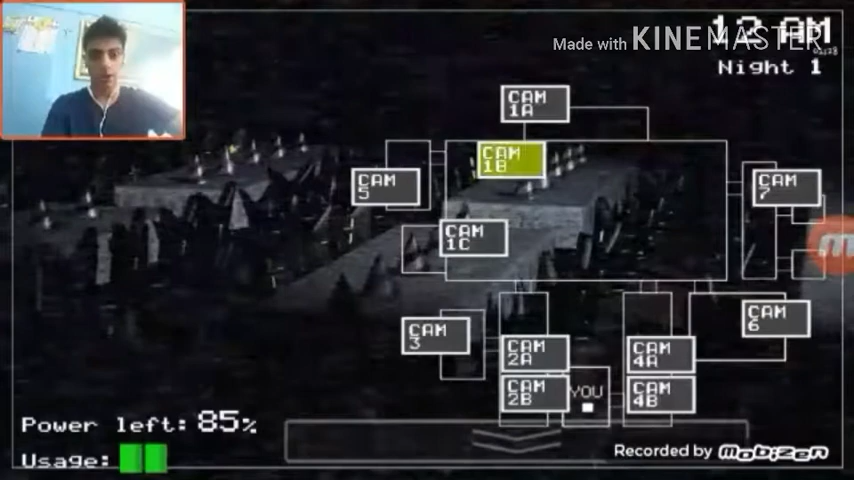 12 AM
Made with KINEMASTER
Night 1
CAM 1A
CAM 1B
CAM 5
CAM 7
CAM 1C
CAM 6
CAM 3
CAM 2A
CAM 4A
CAM 2B
YOU
CAM 4B
Power left: 85%
Usage:
Recorded by mobizen